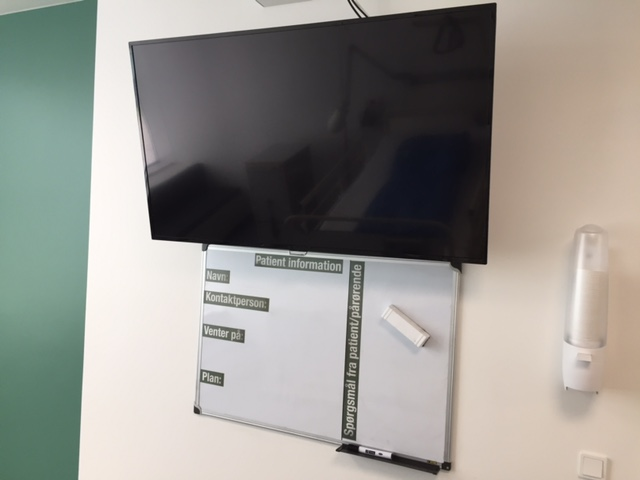 Patient information
Navn:
Kontaktperson:
Venter på:
Plan:
Spørgsmål fra patient/pårørende